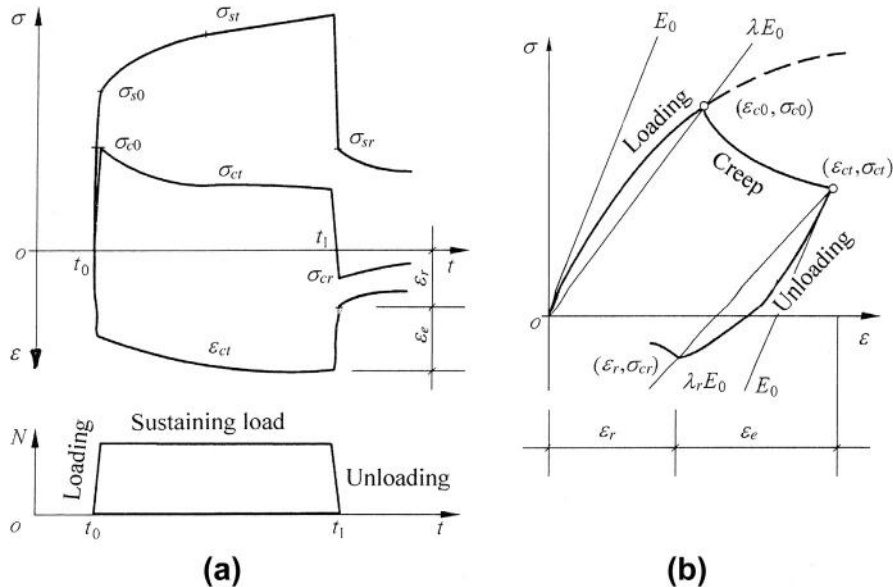 σ
σst
σs0
σc0
σsr
σct
t1
o
t0
t
σcr
εr
εct
εe
ε
N
Sustaining load
Loading
Unloading
o
t0
t1
t
(a)
E0
λE0
σ
(εc0, σc0)
Loading
Creep
(εct, σct)
Unloading
o
ε
(εr, σcr)
λrE0
E0
εr
εe
(b)